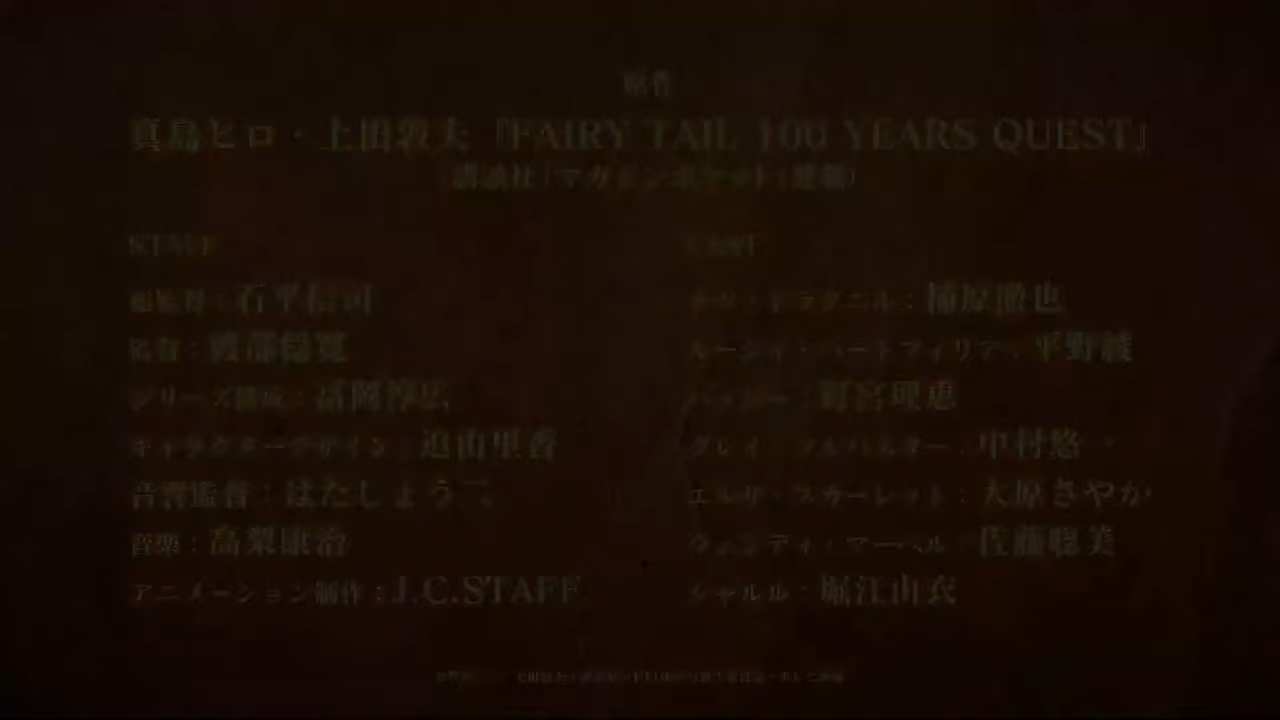 原作
真島ヒロ・上田敦夫『FAIRY TAIL 100 YEARS QUEST』
講談社「マガジンポケット」連載)
STAFF
総監督：石平信司
監督：渡部穏寛
シリーズ構成：冨岡淳広
キャラクターデザイン：迫由里香
音響監督：はたしょう二
音楽：高梨康治
アニメーション制作：J.C.STAFF
CAST
ナツ・ドラグニル：柿原徹也
ルーシィ・ハートフィリア：平野綾
ハッピー：釘宮理恵
グレイ・フルバスター：中村悠一
エルザ・スカーレット：大原さやか
ウェンディ・マーベル：佐藤聡美
シャルル：堀江由衣